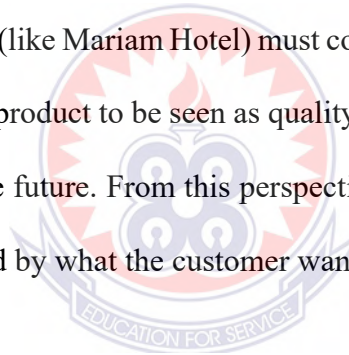 (like Mariam Hotel) must co
product to be seen as quality
e future. From this perspecti
d by what the customer wan
EDUCATION FOR SERVICE